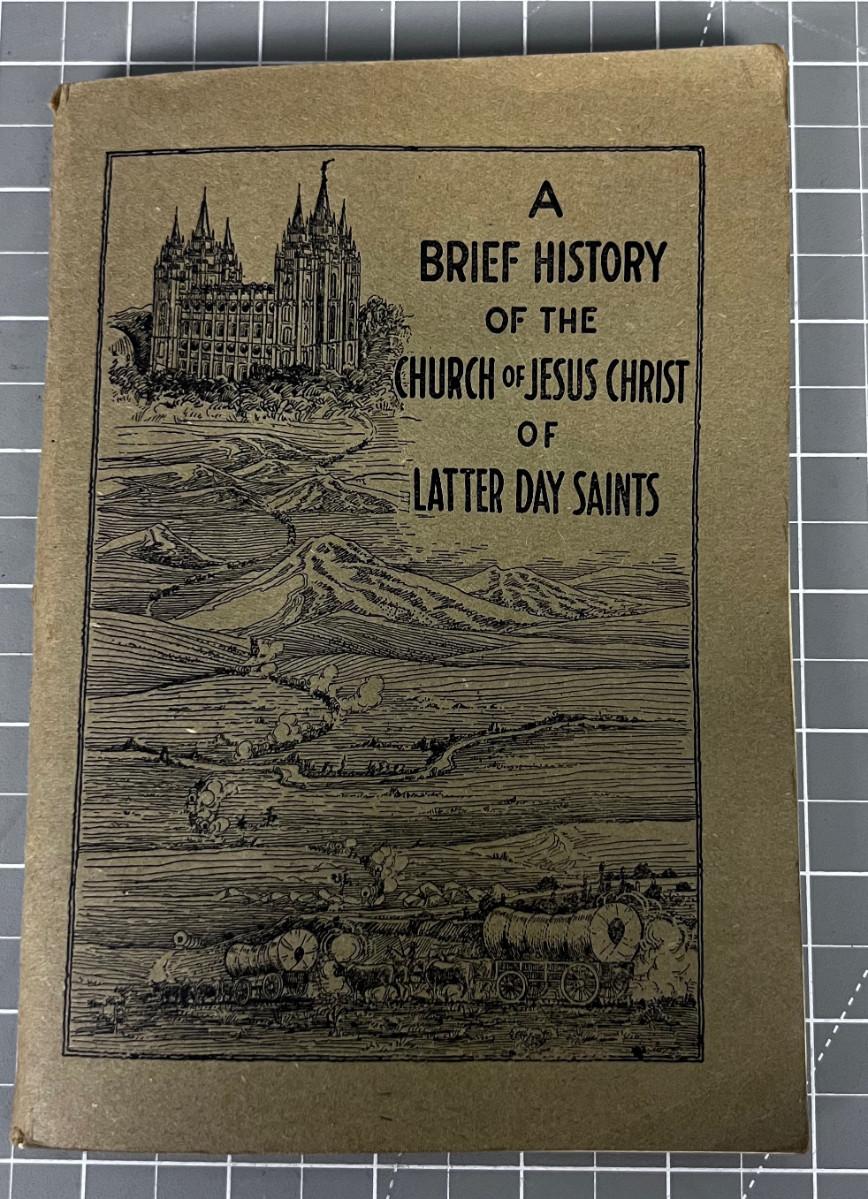 A
BRIEF HISTORY
OF THE
CHURCH OF JESUS CHRIST
OF
LATTER DAY SAINTS